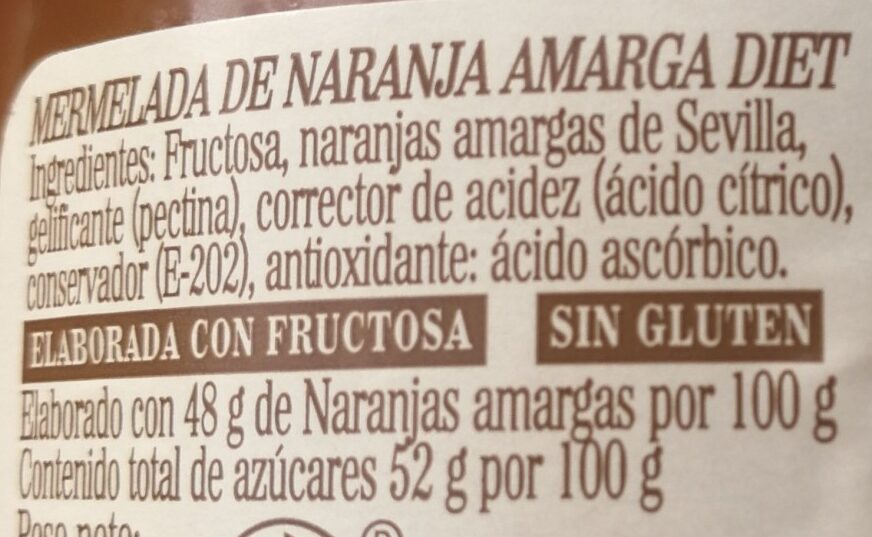 MERMELADA DE NARANJA AMARGA DIET
Ingredientes: Fructosa, naranjas amargas de Sevilla,
gelificante (pectina), corrector de acidez (ácido cítrico),
conservador (E-202), antioxidante: ácido ascórbico.
ELABORADA CON FRUCTOSA SIN GLUTEN
Elaborado con 48 g de Naranjas amargas por 100 g
Contenido total de azúcares 52 g por 100 g
Peso neto: